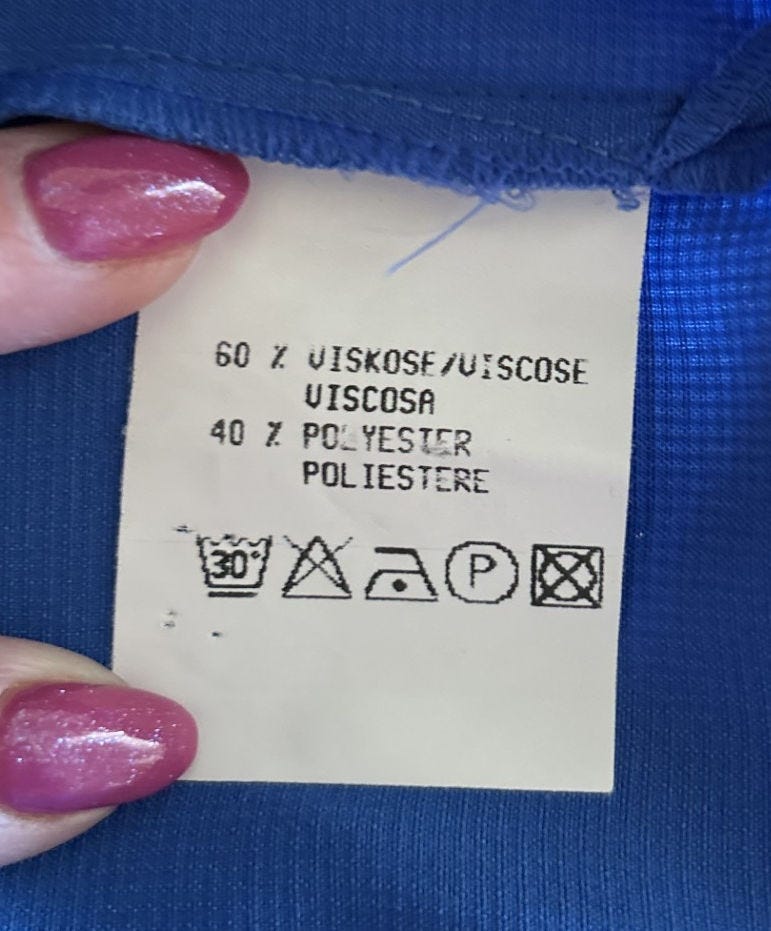 60 % VISKOSE/VISCOSE
VISCOSA
40 % POLYESTER
POLIESTERE
30° P